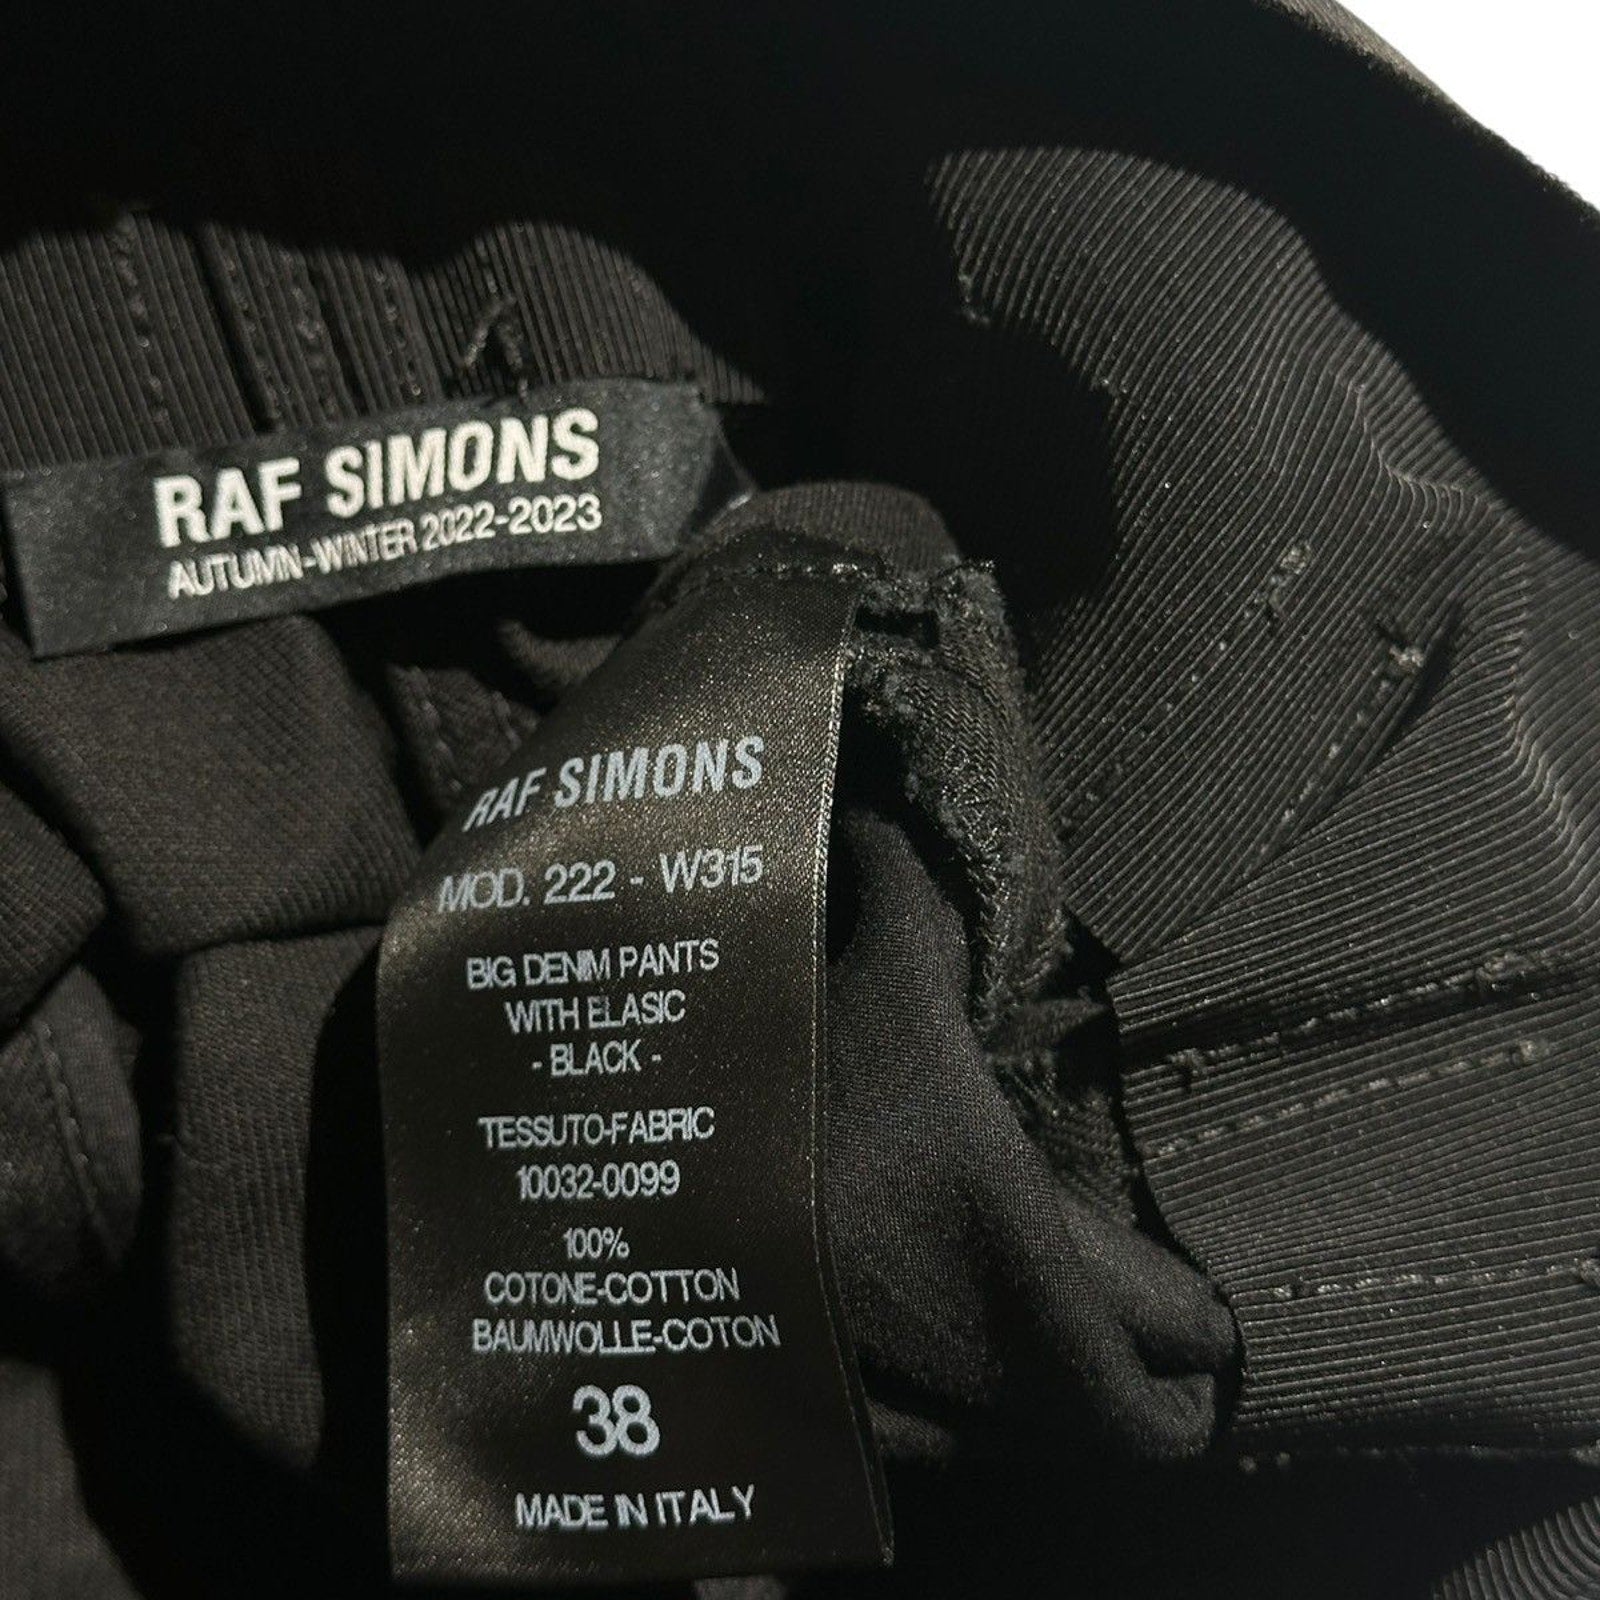 RAF SIMONS
AUTUMN-WINTER 2022-2023
RAF SIMONS
MOD. 222 - W315
BIG DENIM PANTS
WITH ELASIC
- BLACK -
TESSUTO-FABRIC
10032-0099
100%
COTONE-COTTON
BAUMWOLLE-COTON
38
MADE IN ITALY